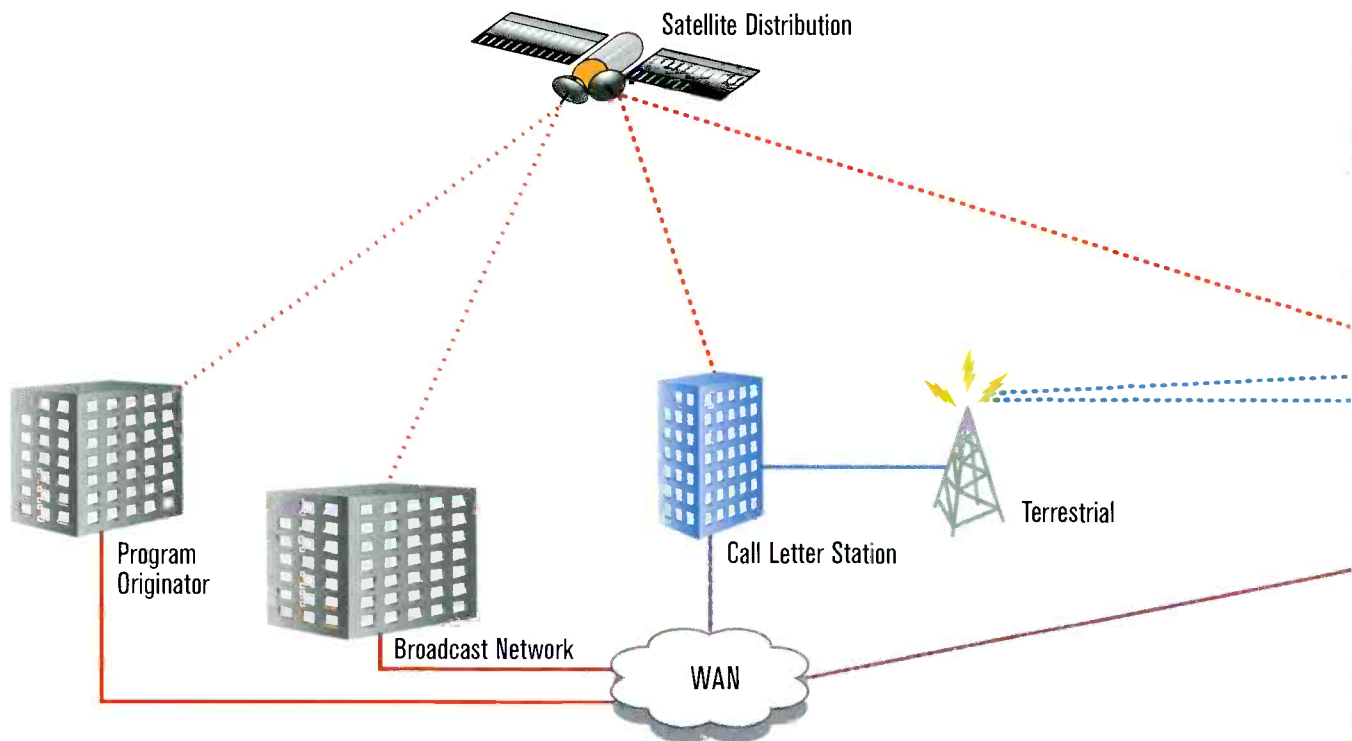 Satellite Distribution
Program
Originator
Broadcast Network
Call Letter Station
Terrestrial
WAN